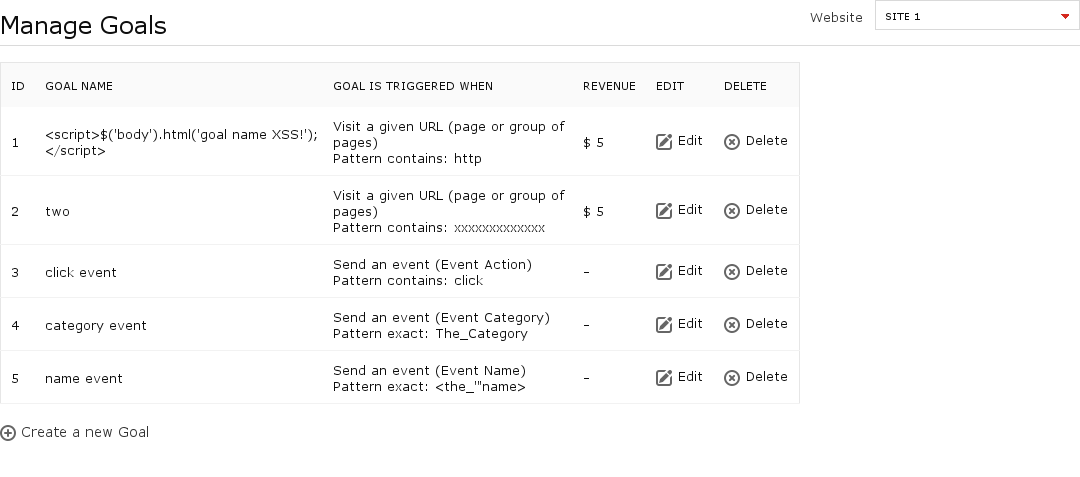 Manage Goals
Website SITE 1
ID GOAL NAME GOAL IS TRIGGERED WHEN REVENUE EDIT DELETE
1
<script>$('body').html('goal name XSS!');
</script>
Visit a given URL (page or group of
pages)
Pattern contains: http
$ 5 Edit Delete
2 two
Visit a given URL (page or group of
pages)
Pattern contains: xxxxxxxxxxxxx
$ 5 Edit Delete
3 click event
Send an event (Event Action)
Pattern contains: click
- Edit Delete
4 category event
Send an event (Event Category)
Pattern exact: The_Category
- Edit Delete
5 name event
Send an event (Event Name)
Pattern exact: <the_'"name>
- Edit Delete
Create a new Goal